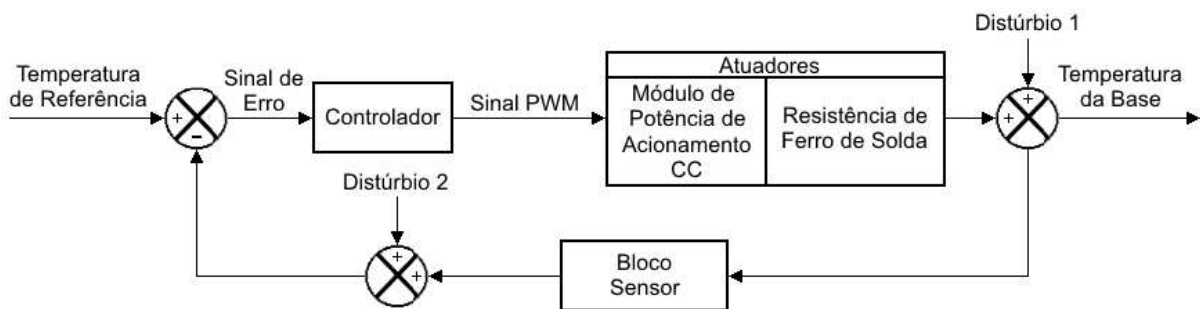 Distúrbio 1
Temperatura
de Referência
Sinal de
Erro
Controlador
Sinal PWM
Atuadores
Módulo de
Potência de
Acionamento
CC
Resistência de
Ferro de Solda
Temperatura
da Base
+
-
+
+
Distúrbio 2
+
+
Bloco
Sensor